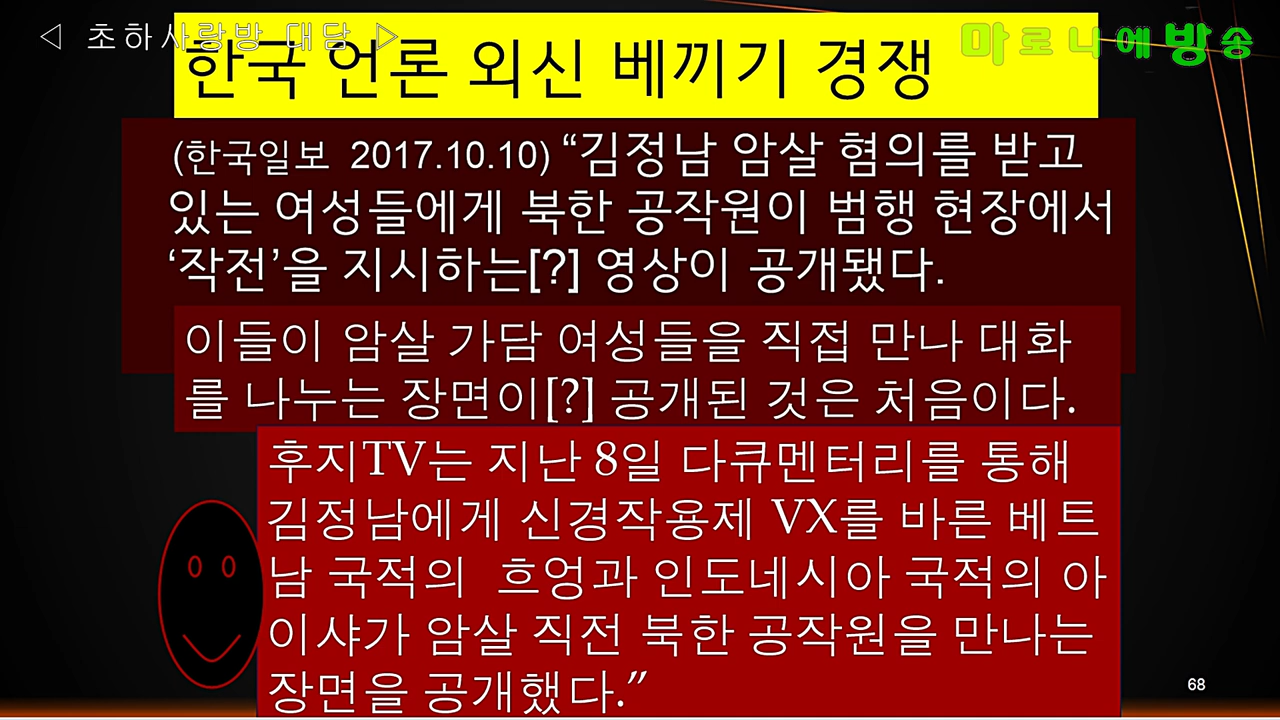 ◁ 초하사랑방 대담 ▷
마로니에방송
한국 언론 외신 베끼기 경쟁
(한국일보 2017.10.10) “김정남 암살 혐의를 받고
있는 여성들에게 북한 공작원이 범행 현장에서
‘작전’을 지시하는[?] 영상이 공개됐다.
이들이 암살 가담 여성들을 직접 만나 대화
를 나누는 장면이[?] 공개된 것은 처음이다.
후지TV는 지난 8일 다큐멘터리를 통해
김정남에게 신경작용제 VX를 바른 베트
남 국적의 흐엉과 인도네시아 국적의 아
이샤가 암살 직전 북한 공작원을 만나는
장면을 공개했다.”
68